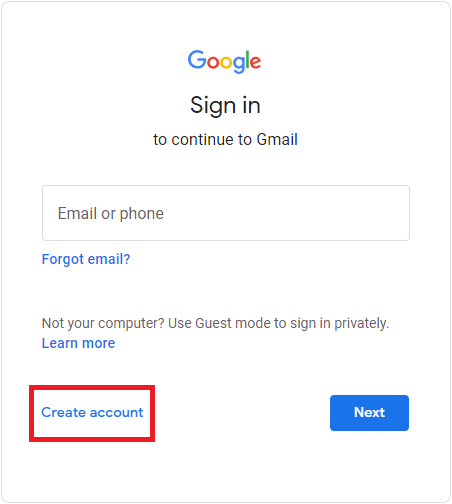 Google
Sign in
to continue to Gmail
Email or phone
Forgot email?
Not your computer? Use Guest mode to sign in privately.
Learn more
Create account
Next